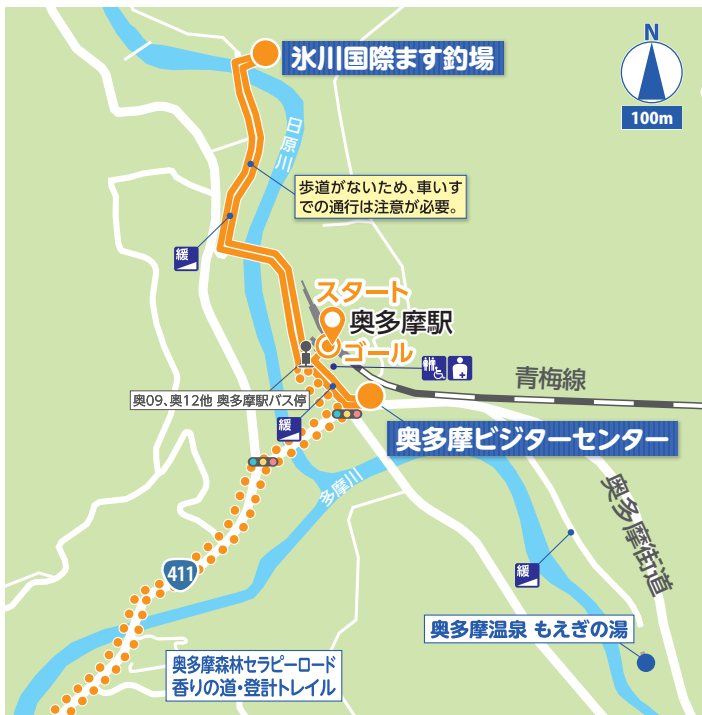 氷川国際ます釣場
N
100m
日原川
歩道がないため、車いす
での通行は注意が必要。
緩
スタート
奥多摩駅
ゴール
青梅線
奥09、奥12他 奥多摩駅バス停
緩
奥多摩ビジターセンター
多摩川
奥多摩街道
411
緩
奥多摩温泉 もえぎの湯
奥多摩森林セラピーロード
香りの道・登計トレイル